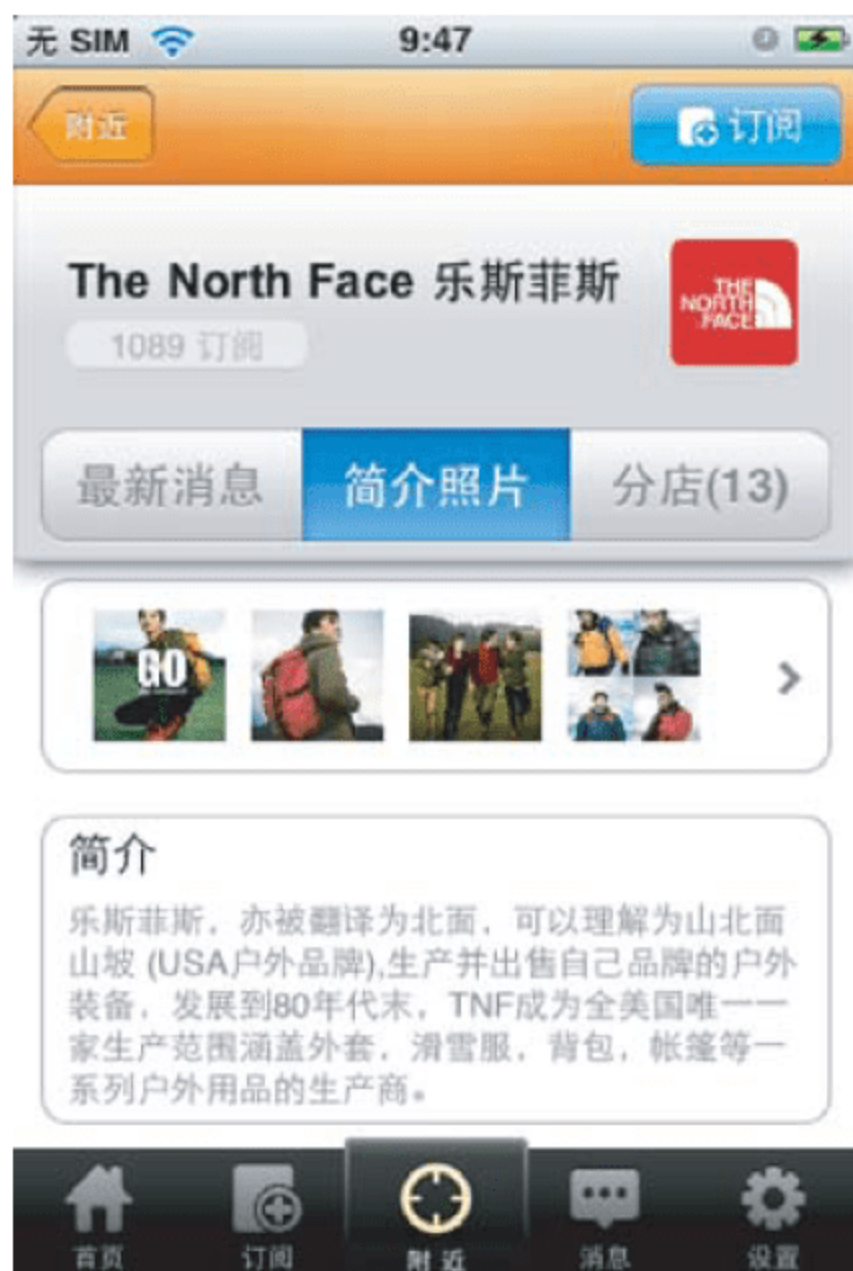 无 SIM 9:47
附近 订阅
The North Face 乐斯菲斯
THE
NORTH
FACE
1089 订阅
最新消息 简介照片 分店(13)
GO
简介
乐斯菲斯，亦被翻译为北面，可以理解为山北面
山坡 (USA户外品牌),生产并出售自己品牌的户外
装备，发展到80年代末，TNF成为全美国唯一一
家生产范围涵盖外套，滑雪服，背包，帐篷等一
系列户外用品的生产商。
首页 订阅 附近 消息 设置